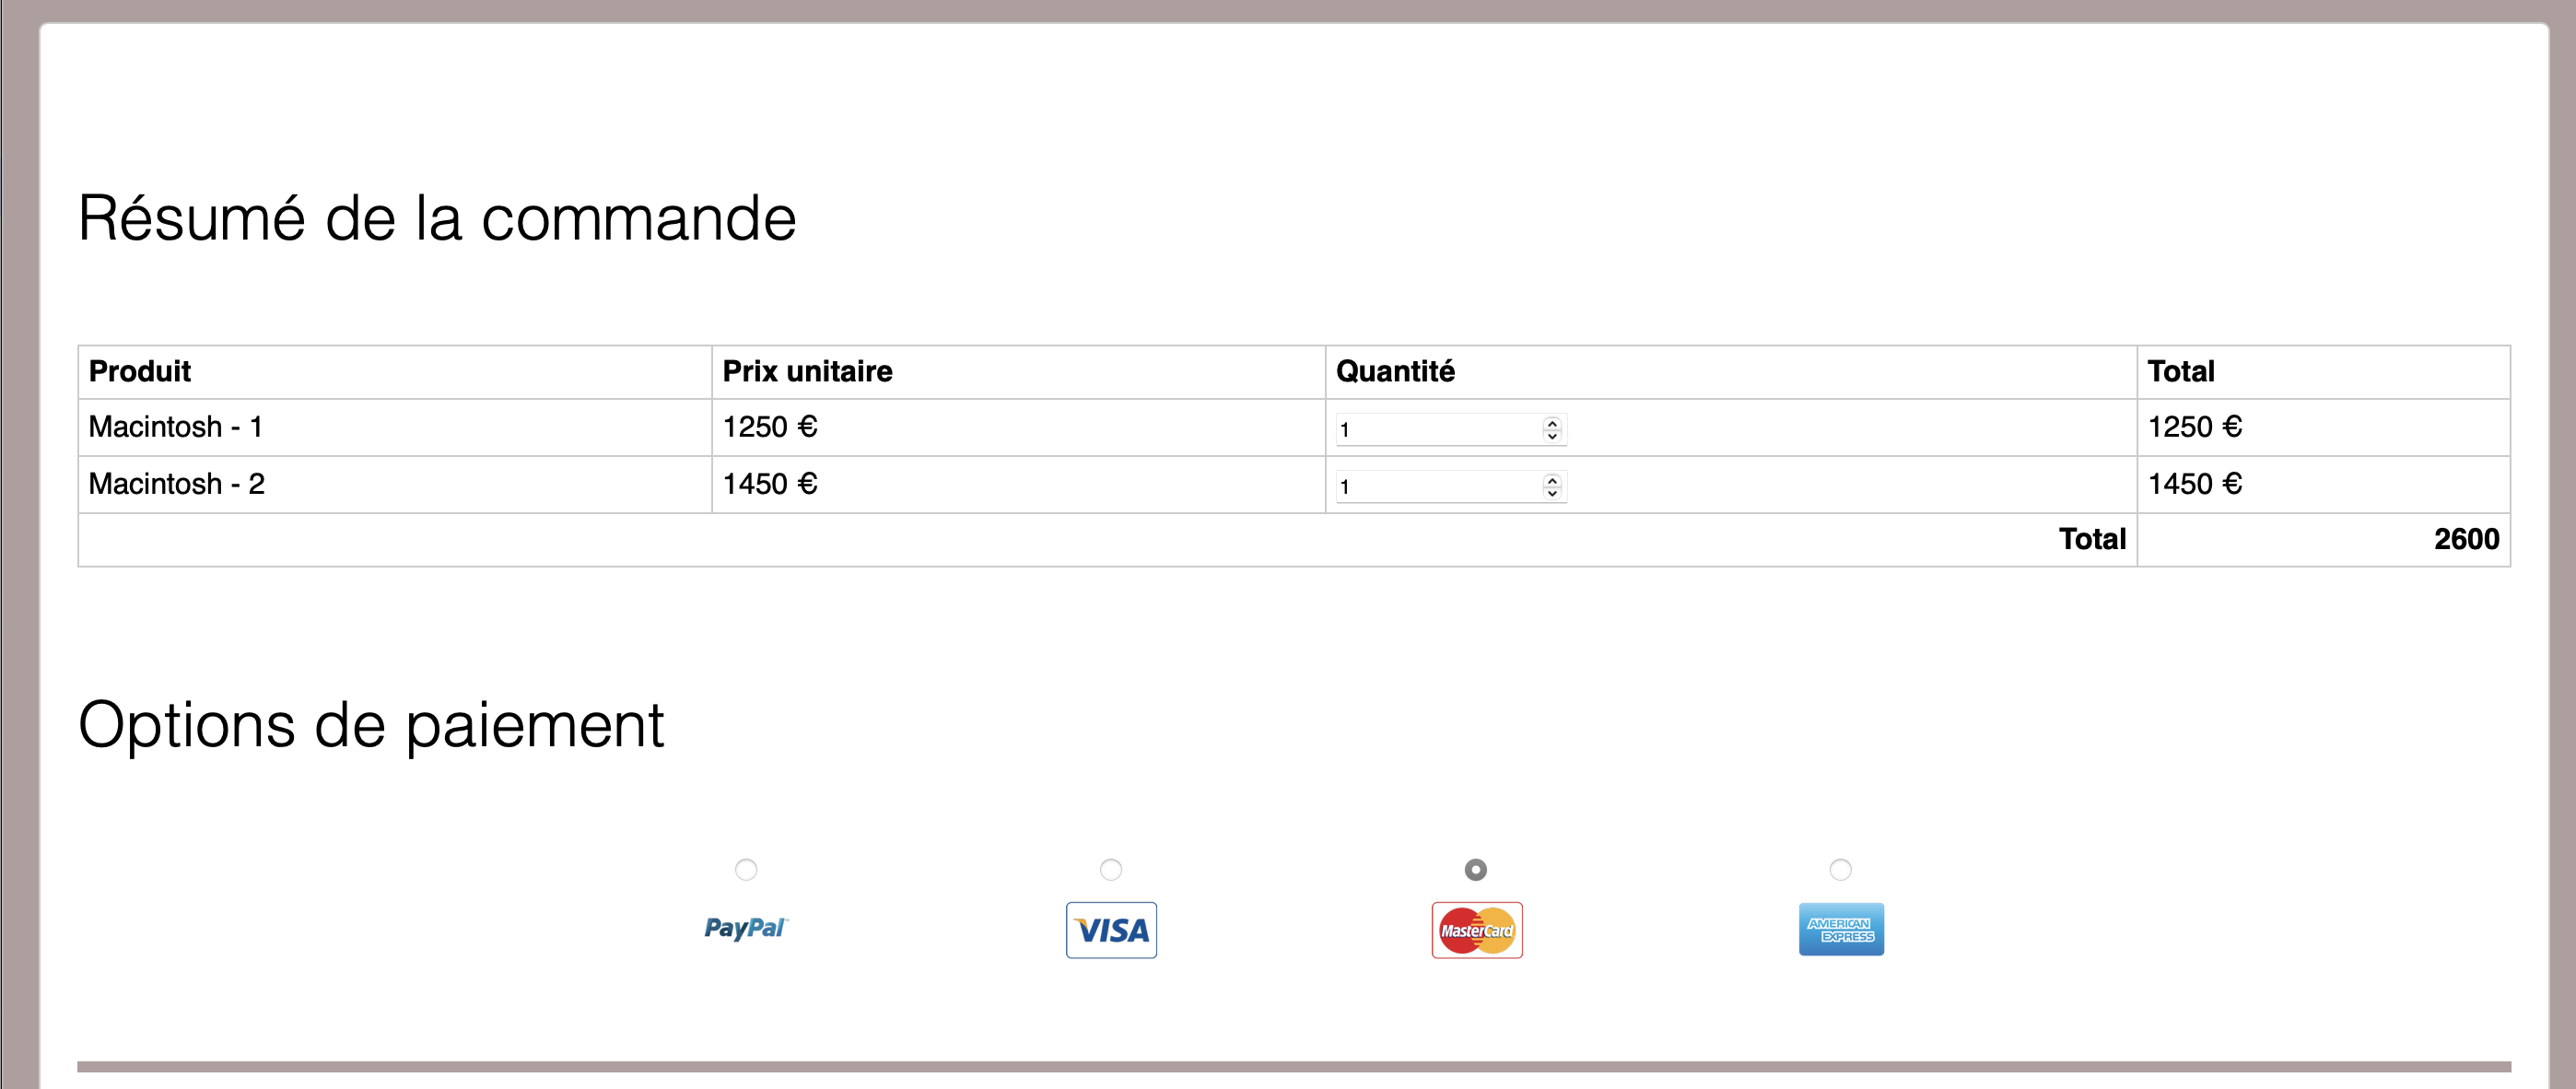 Résumé de la commande
Produit Prix unitaire Quantité Total
Macintosh - 1 1250 € 1 1250 €
Macintosh - 2 1450 € 1 1450 €
Total 2600
Options de paiement
PayPal VISA MasterCard AMERICAN EXPRESS